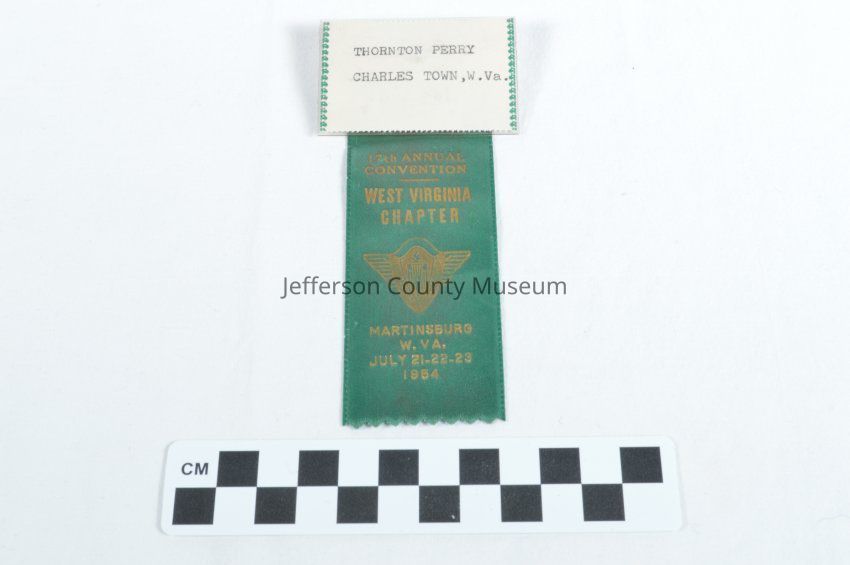 THORNTON PERRY
CHARLES TOWN,W.Va.
17th ANNUAL
CONVENTION
WEST VIRGINIA
CHAPTER
Jefferson County Museum
MARTINSBURG
W. VA.
JULY 21-22-23
1954
CM